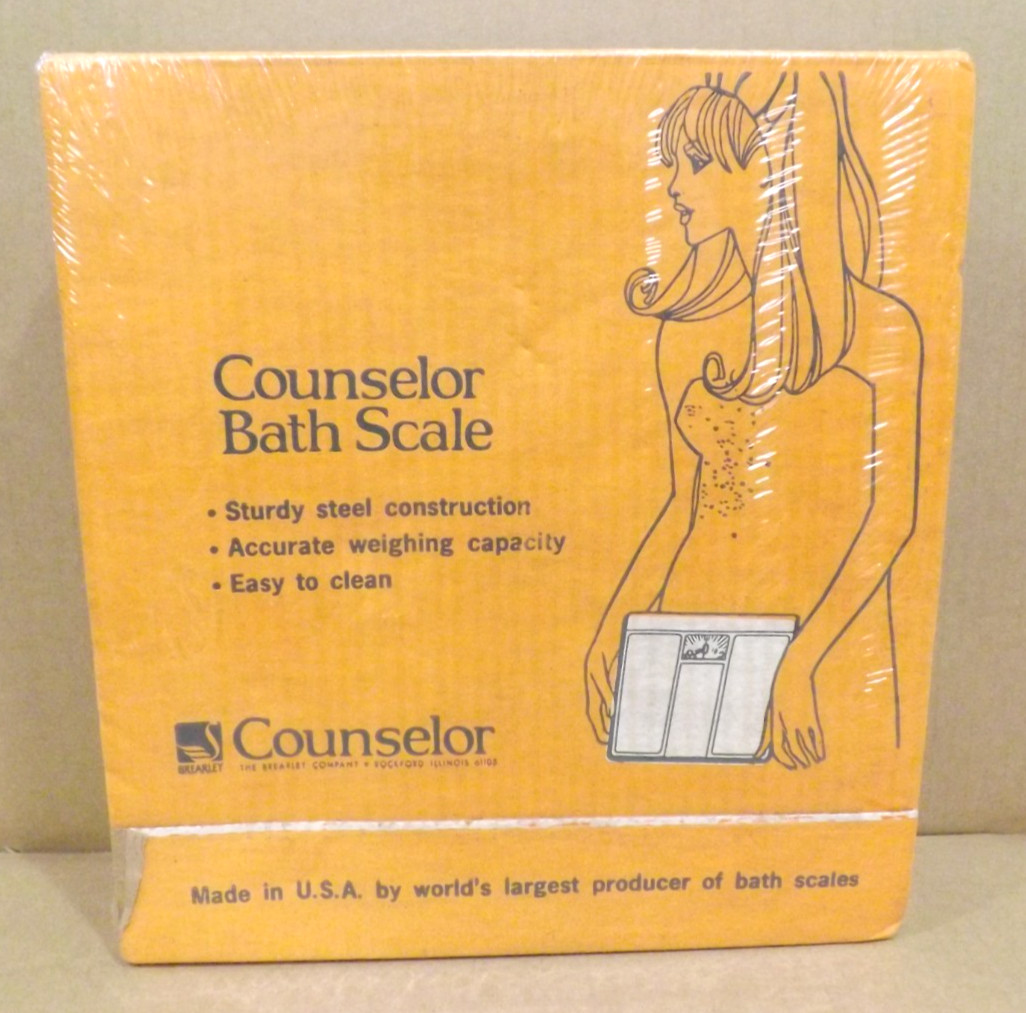 Counselor
Bath Scale
• Sturdy steel construction
• Accurate weighing capacity
• Easy to clean
Counselor
BREARLEY THE BREARLEY COMPANY • ROCKFORD ILLINOIS 61108
Made in U.S.A. by world's largest producer of bath scales